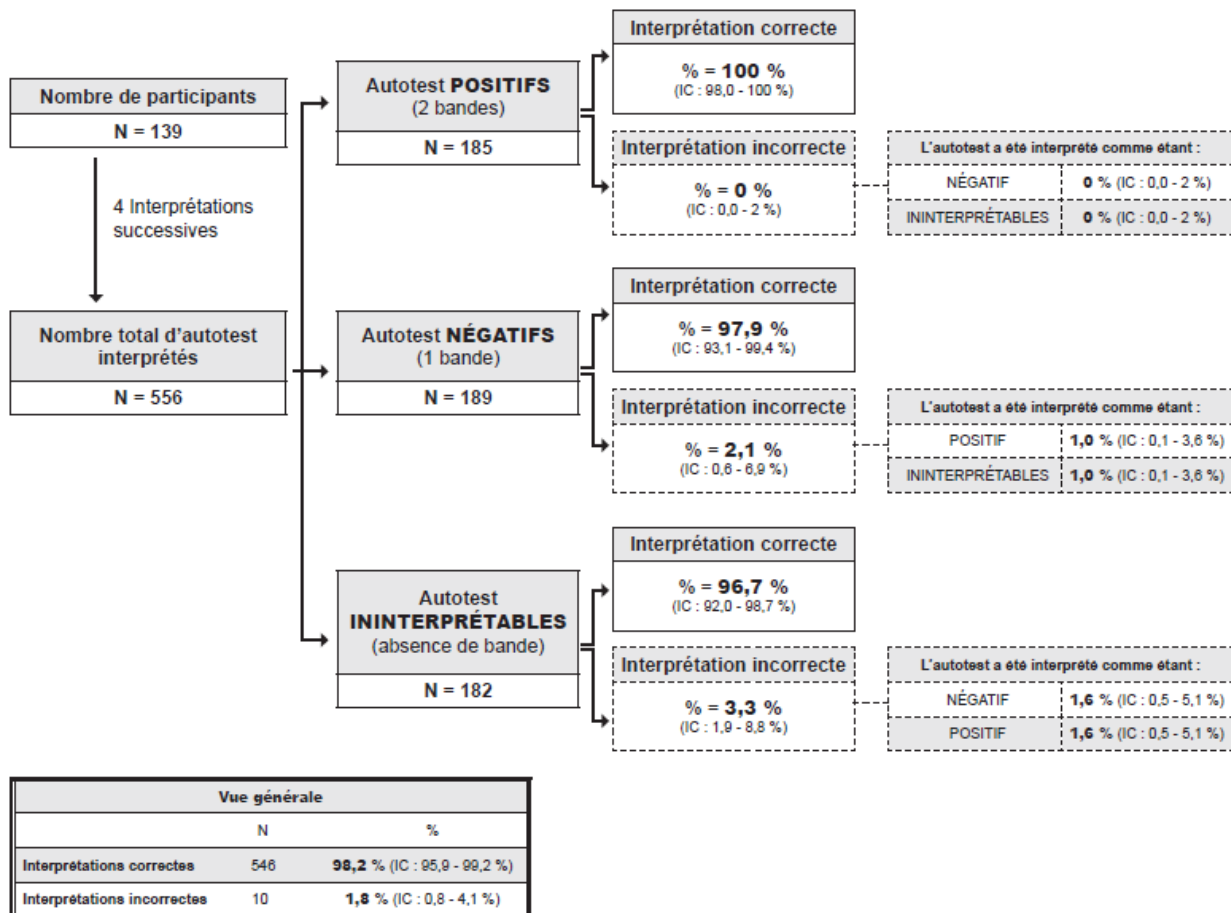 Nombre de participants
N = 139
4 Interprétations
successives
Nombre total d'autotest
interprétés
N = 556
Autotest POSITIFS
(2 bandes)
N = 185
Interprétation correcte
% = 100 %
(IC : 98,0 - 100 %)
Interprétation incorrecte
% = 0 %
(IC : 0,0 - 2 %)
L'autotest a été interprété comme étant :
NÉGATIF 0 % (IC : 0,0 - 2 %)
ININTERPRÉTABLES 0 % (IC : 0,0 - 2 %)
Autotest NÉGATIFS
(1 bande)
N = 189
Interprétation correcte
% = 97,9 %
(IC : 93,1 - 99,4 %)
Interprétation incorrecte
% = 2,1 %
(IC : 0,6 - 6,9 %)
L'autotest a été interprété comme étant :
POSITIF 1,0 % (IC : 0,1 - 3,6 %)
ININTERPRÉTABLES 1,0 % (IC : 0,1 - 3,6 %)
Autotest
ININTERPRÉTABLES
(absence de bande)
N = 182
Interprétation correcte
% = 96,7 %
(IC : 92,0 - 98,7 %)
Interprétation incorrecte
% = 3,3 %
(IC : 1,9 - 8,8 %)
L'autotest a été interprété comme étant :
NÉGATIF 1,6 % (IC : 0,5 - 5,1 %)
POSITIF 1,6 % (IC : 0,5 - 5,1 %)
Vue générale
N %
Interprétations correctes 546 98,2 % (IC : 95,9 - 99,2 %)
Interprétations incorrectes 10 1,8 % (IC : 0,8 - 4,1 %)